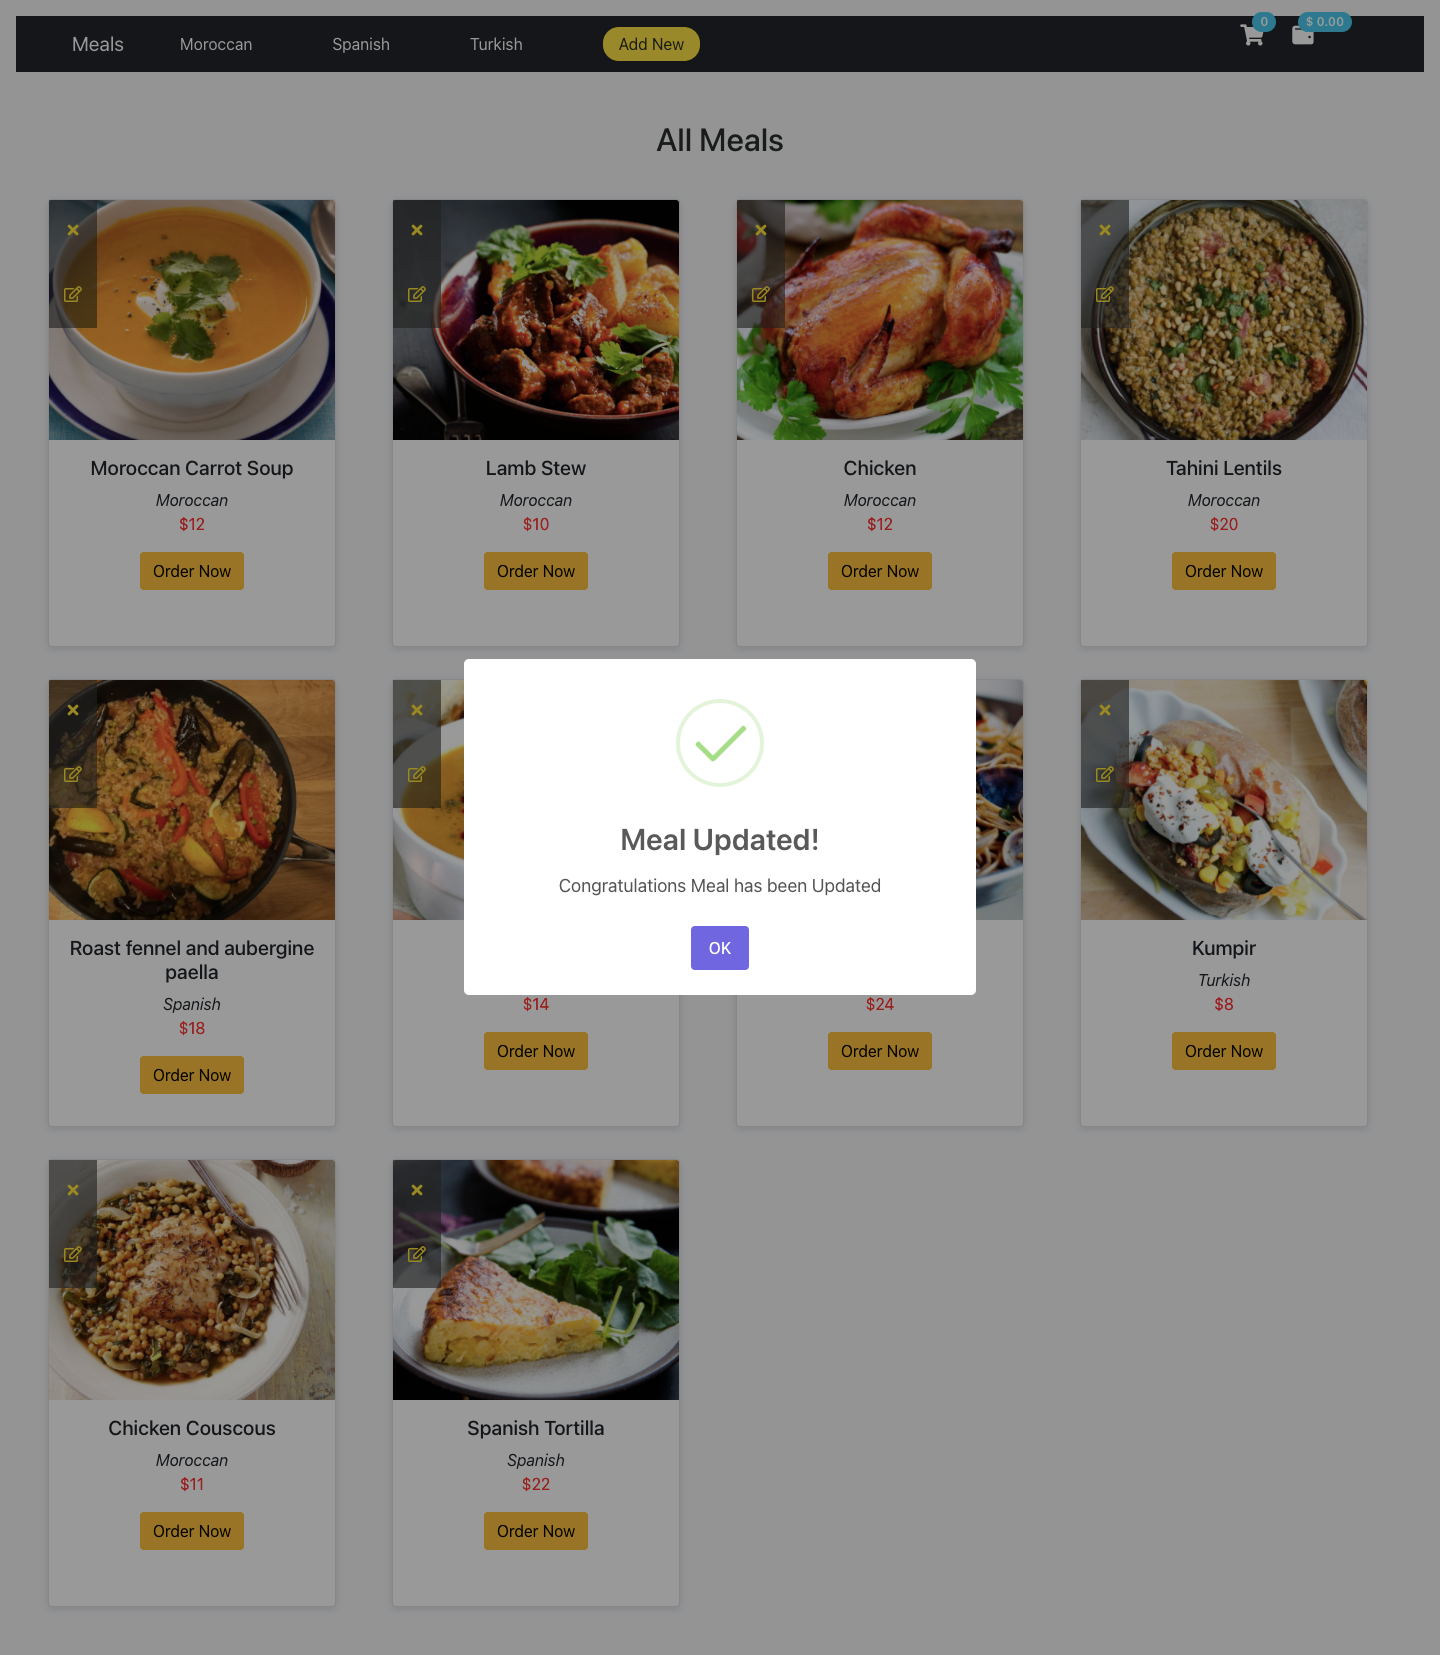 Meals
Moroccan
Spanish
Turkish
Add New
0
$ 0.00
All Meals
Moroccan Carrot Soup
Moroccan
$12
Order Now
Lamb Stew
Moroccan
$10
Order Now
Chicken
Moroccan
$12
Order Now
Tahini Lentils
Moroccan
$20
Order Now
Meal Updated!
Congratulations Meal has been Updated
OK
Roast fennel and aubergine
paella
Spanish
$18
Order Now
$14
Order Now
$24
Order Now
Kumpir
Turkish
$8
Order Now
Chicken Couscous
Moroccan
$11
Order Now
Spanish Tortilla
Spanish
$22
Order Now